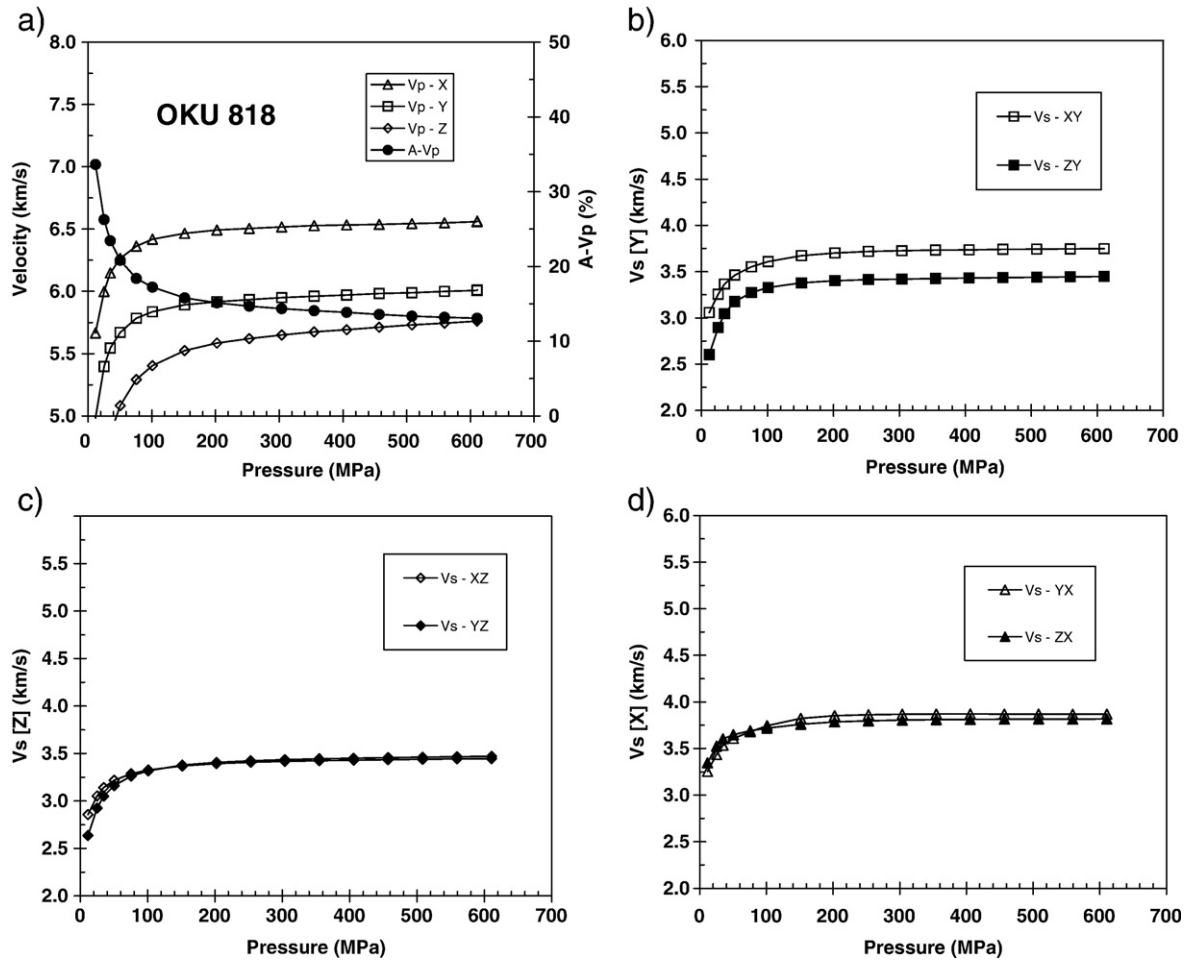 a)
8.0
7.5
7.0
6.5
6.0
5.5
5.0
Velocity (km/s)
OKU 818
Vp - X
Vp - Y
Vp - Z
A-Vp
50
40
30
20
10
0
A-Vp (%)
0 100 200 300 400 500 600 700
Pressure (MPa)
b)
6.0
5.5
5.0
4.5
4.0
3.5
3.0
2.5
2.0
Vs [Y] (km/s)
Vs - XY
Vs - ZY
0 100 200 300 400 500 600 700
Pressure (MPa)
c)
5.5
5.0
4.5
4.0
3.5
3.0
2.5
2.0
Vs [Z] (km/s)
Vs - XZ
Vs - YZ
0 100 200 300 400 500 600 700
Pressure (MPa)
d)
6.0
5.5
5.0
4.5
4.0
3.5
3.0
2.5
2.0
Vs [X] (km/s)
Vs - YX
Vs - ZX
0 100 200 300 400 500 600 700
Pressure (MPa)